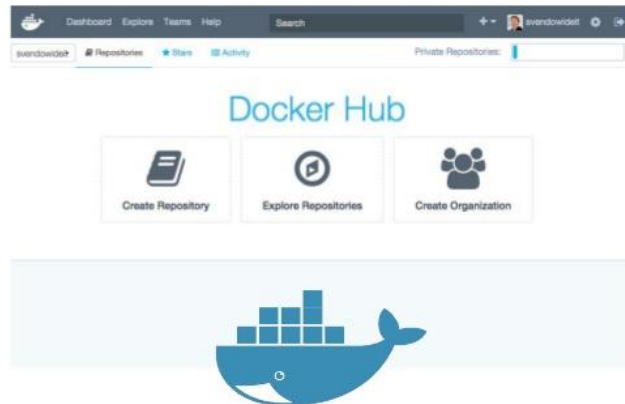 Dashboard Explore Teams Help Search svendowideit
svendowideit Repositories Stars Activity Private Repositories:
Docker Hub
Create Repository Explore Repositories Create Organization